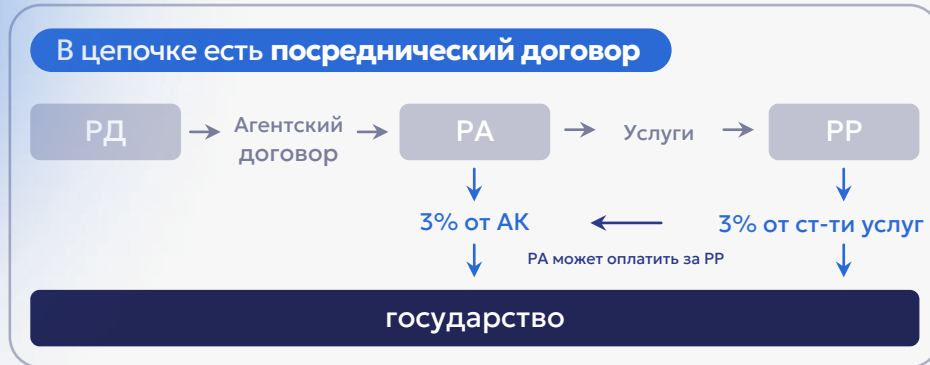 В цепочке есть посреднический договор
РД
Агентский
договор
РА
Услуги
РР
3% от АК
3% от ст-ти услуг
РА может оплатить за РР
государство